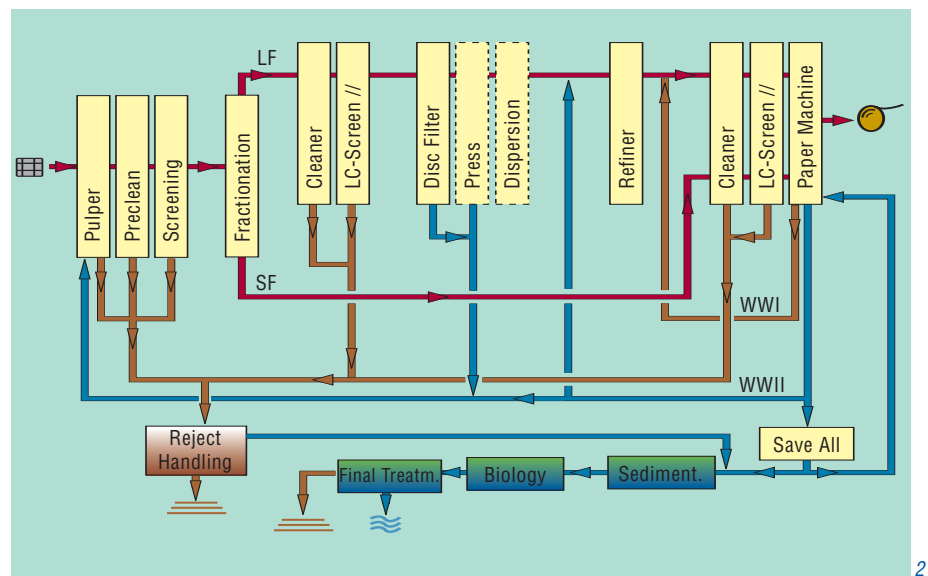 LF
Pulper
Preclean
Screening
Fractionation
Cleaner
LC-Screen //
Disc Filter
Press
Dispersion
Refiner
Cleaner
LC-Screen //
Paper Machine
SF
WWI
WWII
Reject
Handling
Save All
Final Treatm.
Biology
Sediment.
2